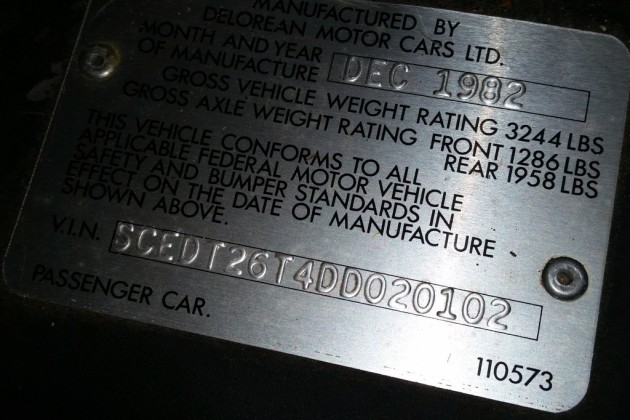 MANUFACTURED BY
DELOREAN MOTOR CARS LTD.
MONTH AND YEAR
OF MANUFACTURE DEC 1982
GROSS VEHICLE WEIGHT RATING 3244 LBS
GROSS AXLE WEIGHT RATING FRONT 1286 LBS
REAR 1958 LBS
THIS VEHICLE CONFORMS TO ALL
APPLICABLE FEDERAL MOTOR VEHICLE
SAFETY AND BUMPER STANDARDS IN
EFFECT ON THE DATE OF MANUFACTURE
SHOWN ABOVE.
V.I.N. SCEDT26T4DD020102
PASSENGER CAR.
110573